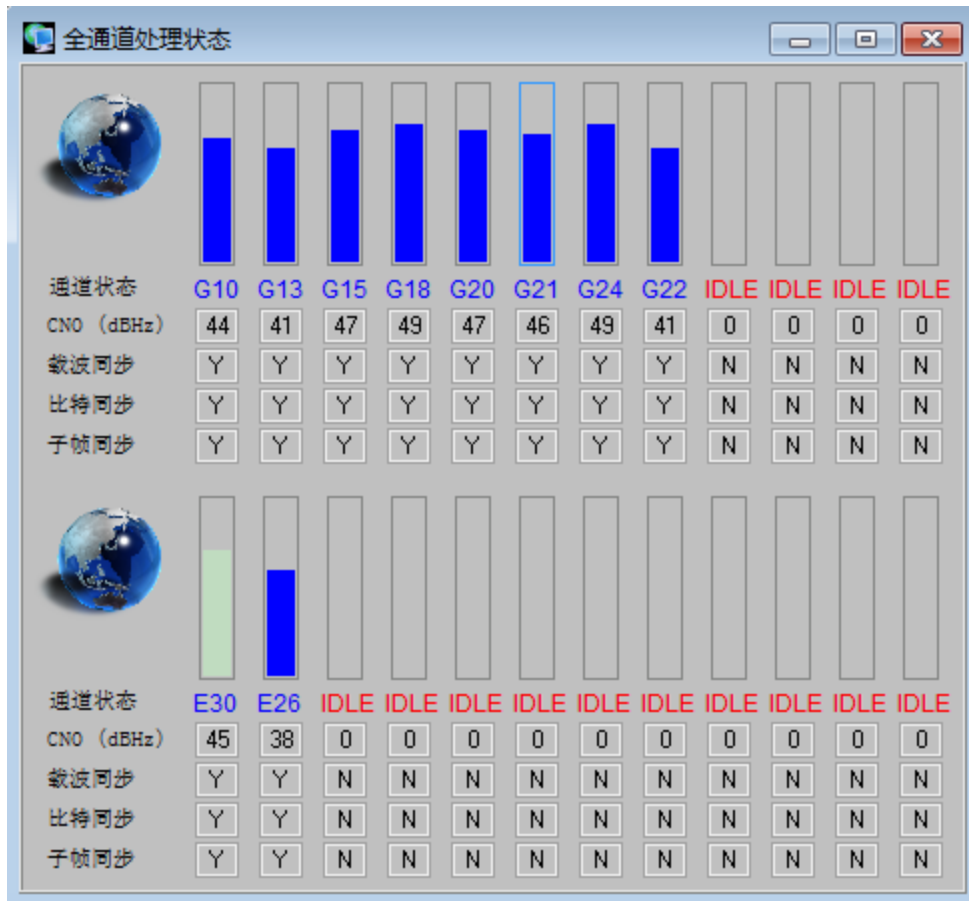 全通道处理状态
通道状态 G10 G13 G15 G18 G20 G21 G24 G22 IDLE IDLE IDLE IDLE
CNO (dBHz) 44 41 47 49 47 46 49 41 0 0 0 0
载波同步 Y Y Y Y Y Y Y Y N N N N
比特同步 Y Y Y Y Y Y Y Y N N N N
子帧同步 Y Y Y Y Y Y Y Y N N N N
通道状态 E30 E26 IDLE IDLE IDLE IDLE IDLE IDLE IDLE IDLE IDLE IDLE
CNO (dBHz) 45 38 0 0 0 0 0 0 0 0 0 0
载波同步 Y Y N N N N N N N N N N
比特同步 Y Y N N N N N N N N N N
子帧同步 Y Y N N N N N N N N N N